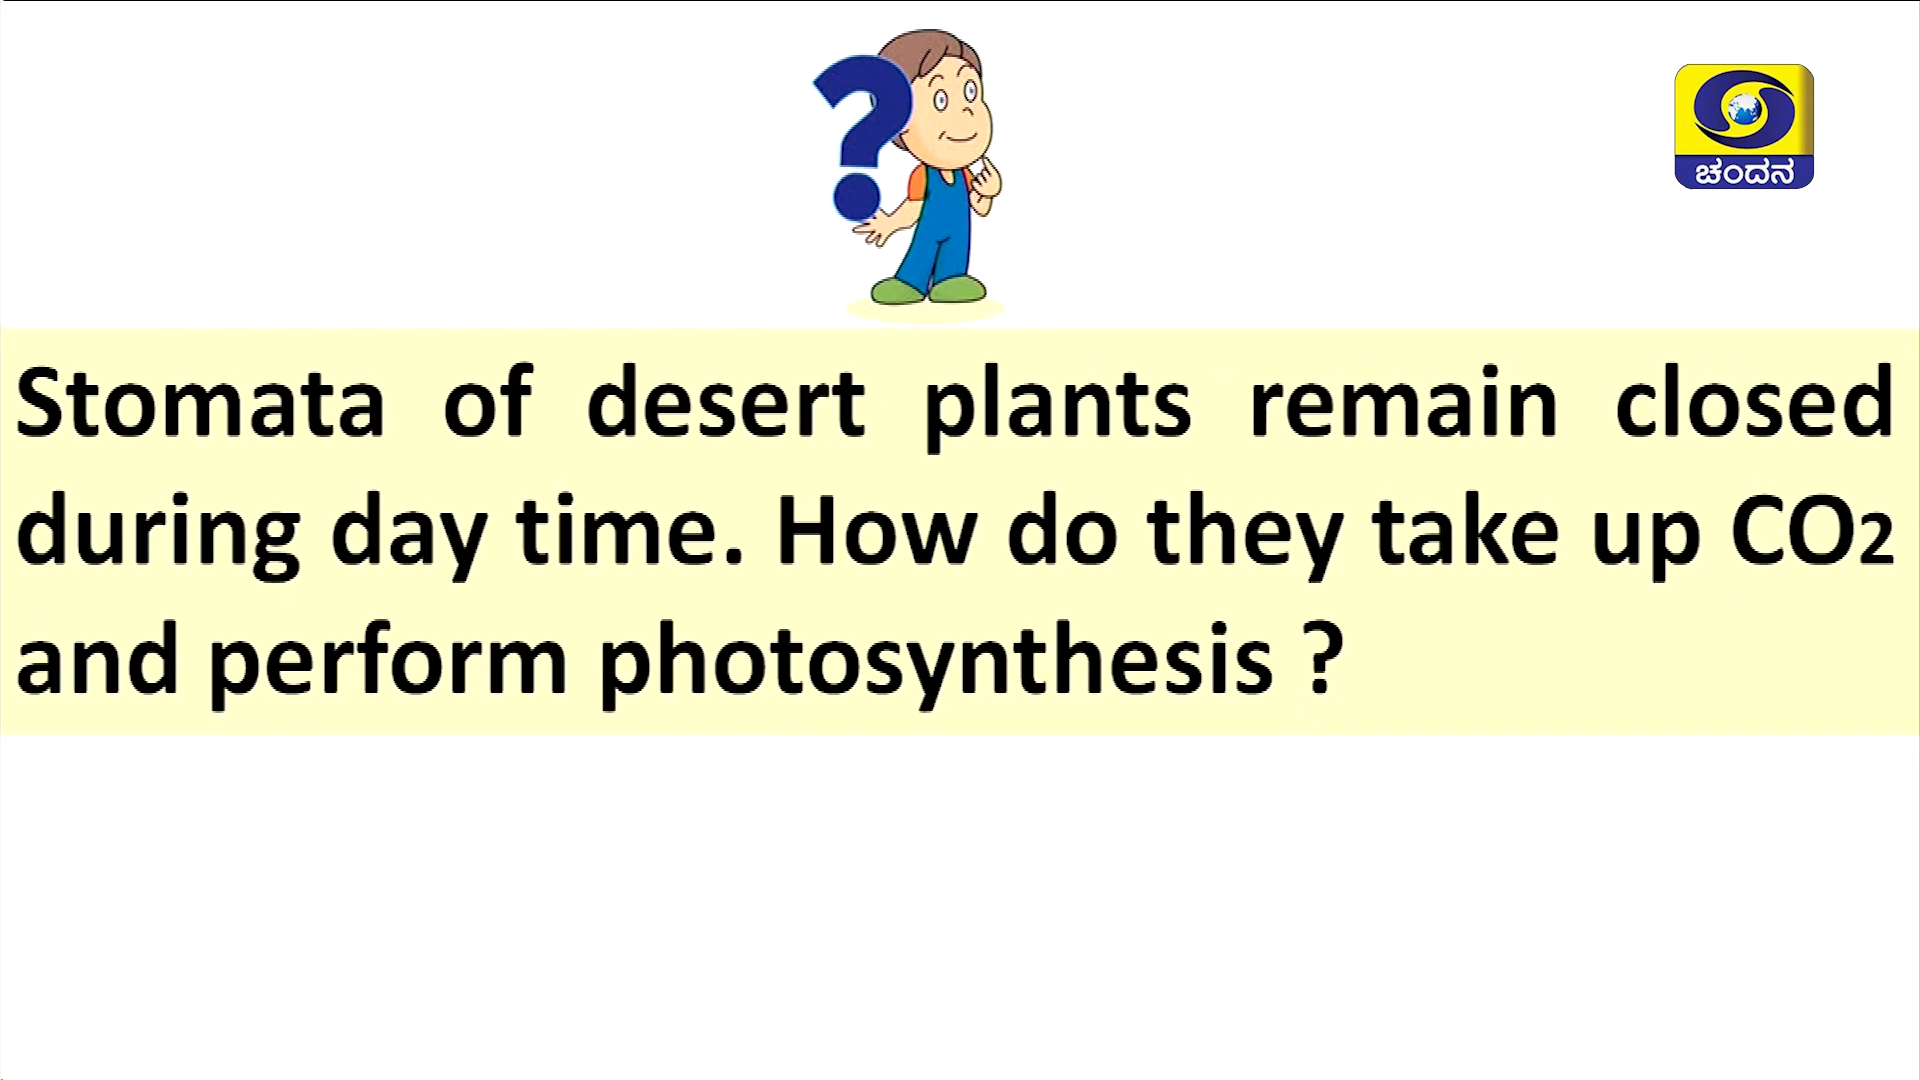 ಚಂದನ
Stomata of desert plants remain closed
during day time. How do they take up CO2
and perform photosynthesis ?